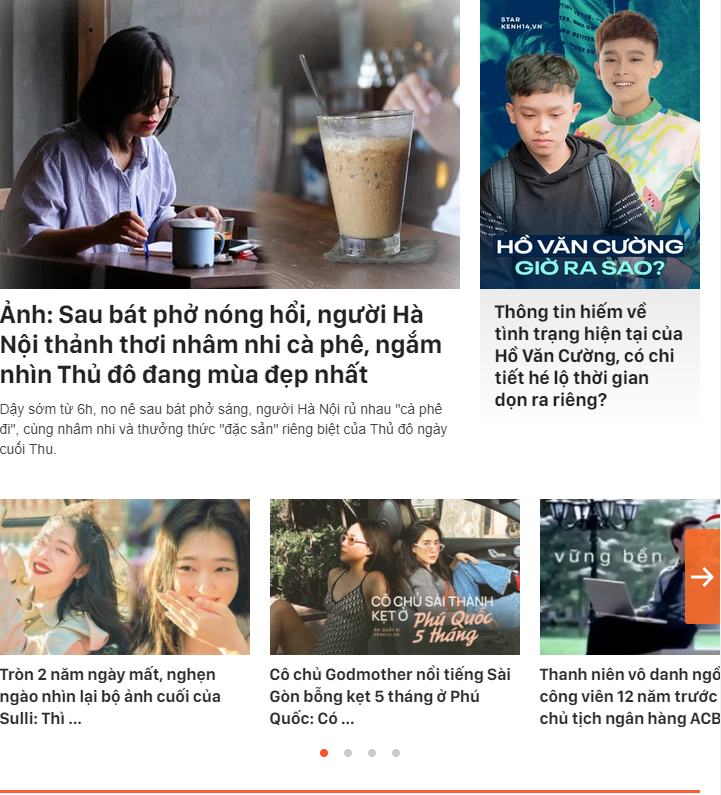 STAR
KENH14.VN
HỒ VĂN CƯỜNG
GIỜ RA SAO?
Ảnh: Sau bát phở nóng hổi, người Hà
Nội thảnh thơi nhâm nhi cà phê, ngắm
nhìn Thủ đô đang mùa đẹp nhất
Dậy sớm từ 6h, no nê sau bát phở sáng, người Hà Nội rủ nhau "cà phê
đi", cùng nhâm nhi và thưởng thức "đặc sản" riêng biệt của Thủ đô ngày
cuối Thu.
Thông tin hiếm về
tình trạng hiện tại của
Hồ Văn Cường, có chi
tiết hé lộ thời gian
dọn ra riêng?
CÔ CHỦ SÀI THÀNH
KẸT Ở Phú Quốc
5 tháng
ĂN QUẤT ĐI
KENH14.VN
vững bền
Tròn 2 năm ngày mất, nghẹn
ngào nhìn lại bộ ảnh cuối của
Sulli: Thì ...
Cô chủ Godmother nổi tiếng Sài
Gòn bỗng kẹt 5 tháng ở Phú
Quốc: Có ...
Thanh niên vô danh ngồ
công viên 12 năm trước
chủ tịch ngân hàng ACB